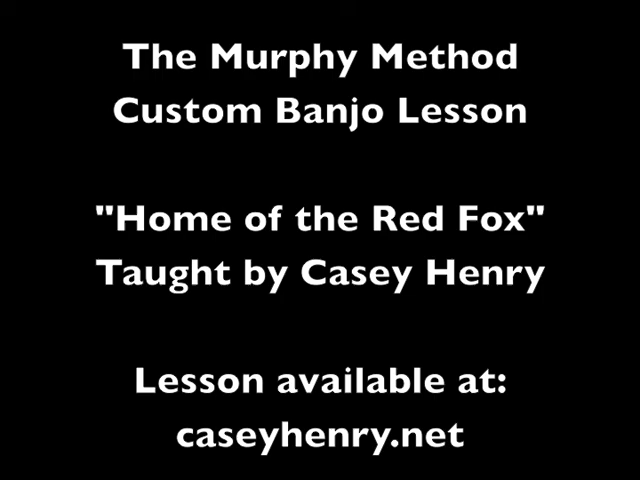 The Murphy Method
Custom Banjo Lesson
"Home of the Red Fox"
Taught by Casey Henry
Lesson available at:
caseyhenry.net